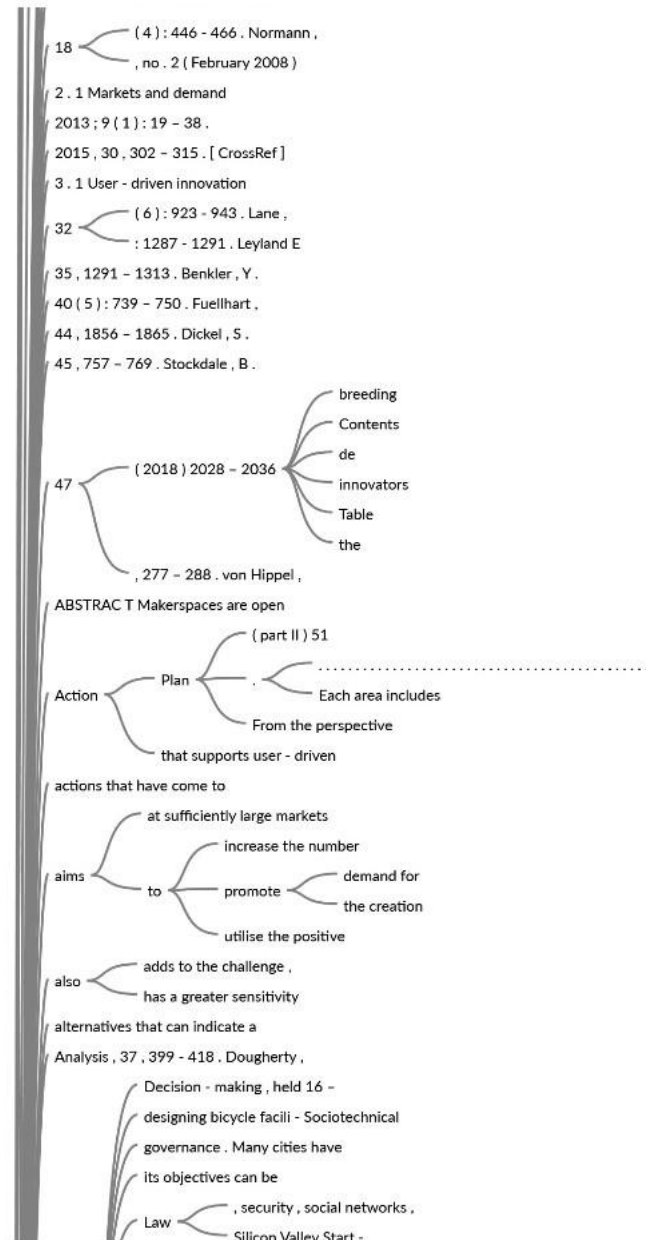 18
( 4 ) : 446 - 466 . Normann ,
, no . 2 ( February 2008 )
2 . 1 Markets and demand
2013 ; 9 ( 1 ) : 19 – 38 .
2015 , 30 , 302 – 315 . [ CrossRef ]
3 . 1 User - driven innovation
32
( 6 ) : 923 - 943 . Lane ,
: 1287 - 1291 . Leyland E
35 , 1291 – 1313 . Benkler , Y .
40 ( 5 ) : 739 – 750 . Fuellhart ,
44 , 1856 – 1865 . Dickel , S .
45 , 757 – 769 . Stockdale , B .
47
( 2018 ) 2028 – 2036
breeding
Contents
de
innovators
Table
the
, 277 – 288 . von Hippel ,
ABSTRAC T Makerspaces are open
Action
Plan
( part II ) 51
.
. . . . . . . . . . . . . . . . . . . . . . . . . . . . . . . . . . . . . . . . . . . . . . . . . . . . . .
Each area includes
From the perspective
that supports user - driven
actions that have come to
aims
at sufficiently large markets
to
increase the number
promote
demand for
the creation
utilise the positive
also
adds to the challenge ,
has a greater sensitivity
alternatives that can indicate a
Analysis , 37 , 399 - 418 . Dougherty ,
Decision - making , held 16 –
designing bicycle facili - Sociotechnical
governance . Many cities have
its objectives can be
Law
, security , social networks ,
Silicon Valley Start -